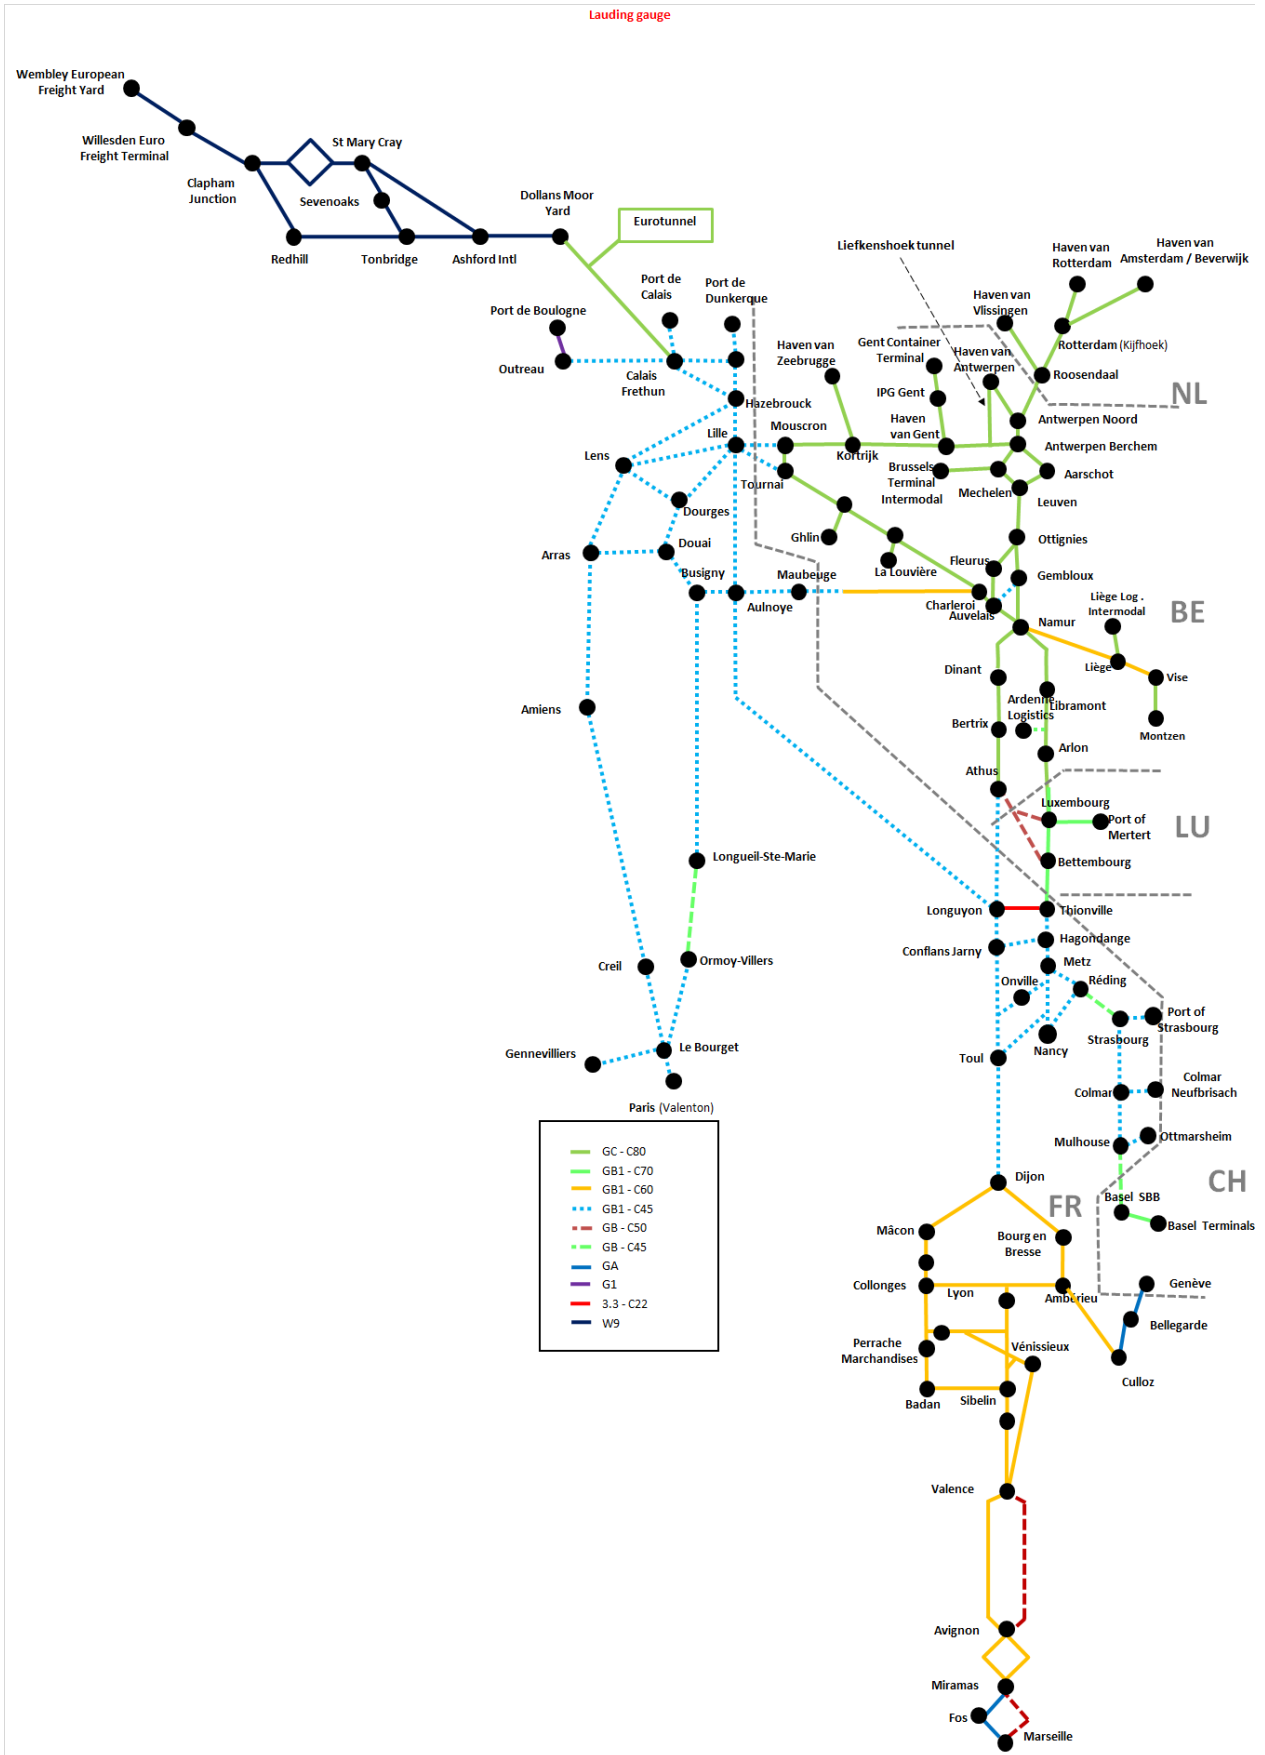 Lauding gauge
Wembley European
Freight Yard
Willesden Euro
Freight Terminal
St Mary Cray
Clapham
Junction
Sevenoaks
Dollans Moor
Yard
Eurotunnel
Redhill
Tonbridge
Ashford Intl
Liefkenshoek tunnel
Haven van
Rotterdam
Haven van
Amsterdam / Beverwijk
Port de
Calais
Port de
Dunkerque
Haven van
Vlissingen
Port de Boulogne
Outreau
Calais
Frethun
Haven van
Zeebrugge
Gent Container
Terminal
Haven van
Antwerpen
Rotterdam (Kijfhoek)
Roosendaal
NL
IPG Gent
Hazebrouck
Haven
van Gent
Antwerpen Noord
Lille
Mouscron
Kortrijk
Antwerpen Berchem
Lens
Tournai
Brussels
Terminal
Intermodal
Mechelen
Aarschot
Leuven
Dourges
Ghlin
Ottignies
Arras
Douai
Busigny
Maubeuge
La Louvière
Fleurus
Gembloux
Aulnoye
Charleroi
Auvelais
Liège Log .
Intermodal
BE
Namur
Liège
Vise
Dinant
Ardenne
Logistics
Libramont
Amiens
Bertrix
Montzen
Arlon
Athus
Luxembourg
Port of
Mertert
LU
Longueil-Ste-Marie
Bettembourg
Longuyon
Thionville
Conflans Jarny
Hagondange
Creil
Ormoy-Villers
Metz
Onville
Réding
Port of
Strasbourg
Strasbourg
Gennevilliers
Le Bourget
Toul
Nancy
Paris (Valenton)
Colmar
Colmar
Neufbrisach
Mulhouse
Ottmarsheim
Dijon
CH
FR
Basel SBB
Basel Terminals
Mâcon
Bourg en
Bresse
Collonges
Lyon
Ambérieu
Genève
Bellegarde
Perrache
Marchandises
Vénissieux
Culloz
Badan
Sibelin
Valence
Avignon
Miramas
Fos
Marseille
GC - C80
GB1 - C70
GB1 - C60
GB1 - C45
GB - C50
GB - C45
GA
G1
3.3 - C22
W9